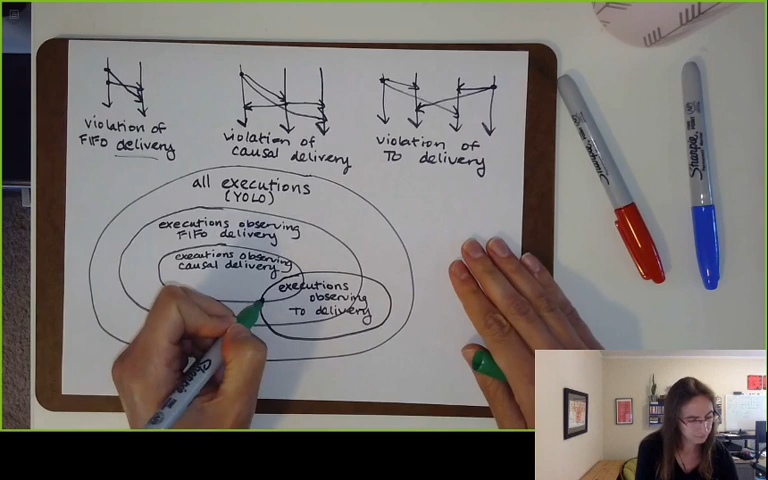 violation of
FIFO delivery
violation of
causal delivery
violation of
TO delivery
all executions
(YOLO)
executions observing
FIFO delivery
executions observing
causal delivery
executions
observing
TO delivery
Sharpie
Sharpie
Sharpie